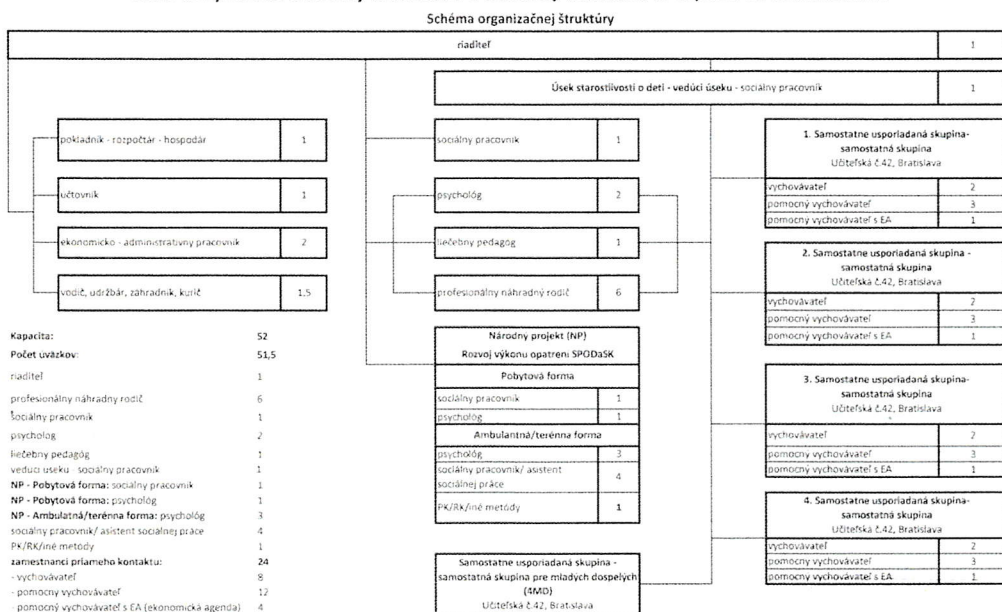 Schéma organizačnej štruktúry
riaditeľ 1
Úsek starostlivosti o deti - vedúci úseku - sociálny pracovník 1
pokladník - rozpočtár - hospodár 1
účtovník 1
ekonomicko - administratívny pracovník 2
vodič, údržbár, záhradník, kurič 1,5
sociálny pracovník 1
psychológ 2
liečebny pedagóg 1
profesionálny náhradný rodič 6
Národny projekt (NP)
Rozvoj výkonu opatrení SPODaSK
Pobytová forma
sociálny pracovník 1
psychológ 1
Ambulantná/terénna forma
psychológ 3
sociálny pracovník/ asistent
sociálnej práce 4
PK/RK/iné metódy 1
Samostatne usporiadaná skupina -
samostatná skupina pre mladých dospelých
(4MD)
Učiteľská č.42, Bratislava
1. Samostatne usporiadaná skupina-
samostatná skupina
Učiteľská č.42, Bratislava
vychovávateľ 2
pomocný vychovávateľ 3
pomocný vychovávateľ s EA 1
2. Samostatne usporiadaná skupina -
samostatná skupina
Učiteľská č.42, Bratislava
vychovávateľ 2
pomocný vychovávateľ 3
pomocný vychovávateľ s EA 1
3. Samostatne usporiadaná skupina-
samostatná skupina
Učiteľská č.42, Bratislava
vychovávateľ 2
pomocný vychovávateľ 3
pomocný vychovávateľ s EA 1
4. Samostatne usporiadaná skupina-
samostatná skupina
Učiteľská č.42, Bratislava
vychovávateľ 2
pomocný vychovávateľ 3
pomocny vychovávateľ s EA 1
Kapacita: 52
Počet úväzkov: 51,5
riaditeľ 1
profesionálny náhradny rodič 6
sociálny pracovník 1
psycholog 2
liečebny pedagóg 1
veduci useku - sociálny pracovník 1
NP - Pobytová forma: sociálny pracovník 1
NP - Pobytová forma: psychológ 1
NP - Ambulatná/terénna forma: psychológ 3
sociálny pracovník/ asistent sociálnej práce 4
PK/RK/iné metódy 1
zamestnanci priameho kontaktu: 24
- vychovávateľ 8
- pomocny vychovávateľ 12
- pomocný vychovávateľ s EA (ekonomická agenda) 4